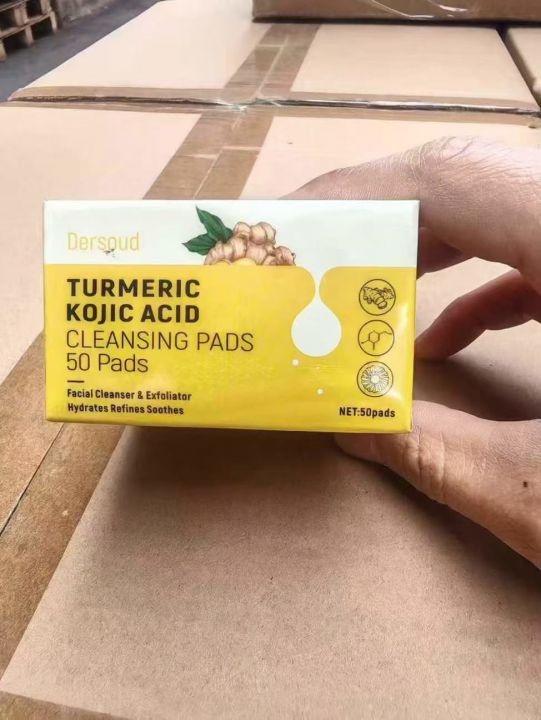 Dersoud
TURMERIC
KOJIC ACID
CLEANSING PADS
50 Pads
Facial Cleanser & Exfoliator
Hydrates Refines Soothes
NET:50pads